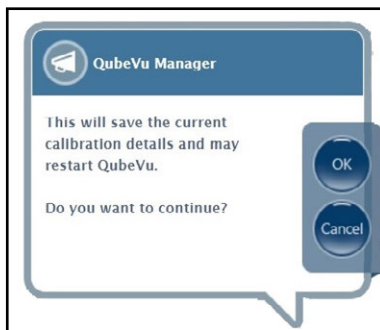 QubeVu Manager
This will save the current
calibration details and may
restart QubeVu.
Do you want to continue?
OK
Cancel